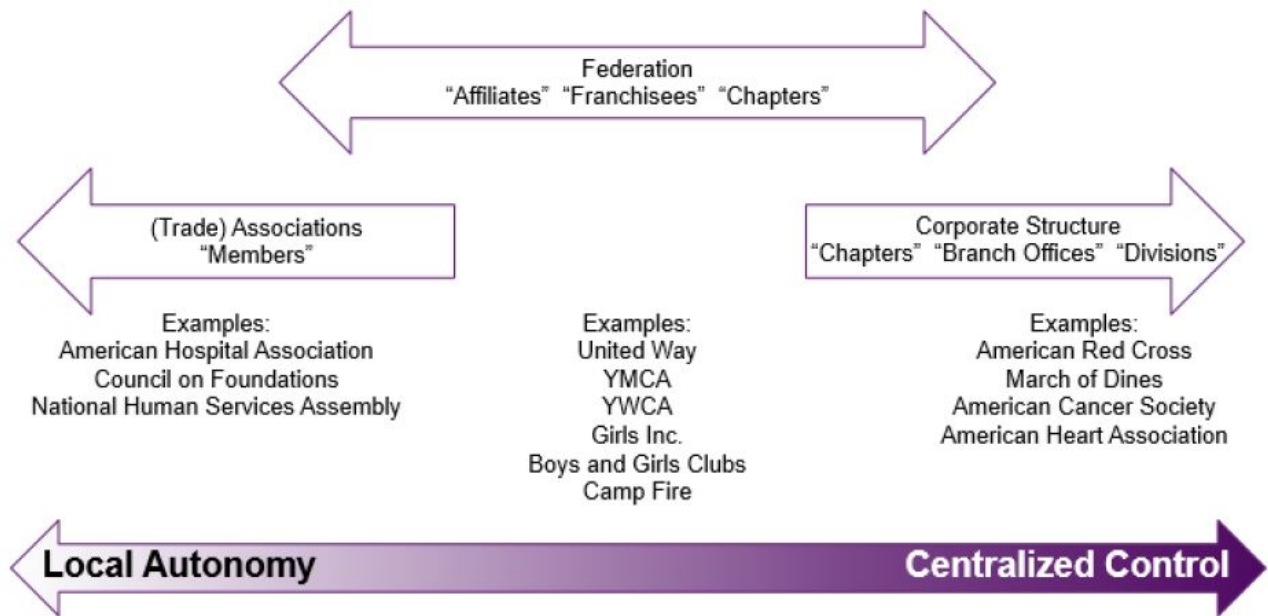 Federation
“Affiliates” “Franchisees” “Chapters”
(Trade) Associations
“Members”
Corporate Structure
“Chapters” “Branch Offices” “Divisions”
Examples:
American Hospital Association
Council on Foundations
National Human Services Assembly
Examples:
United Way
YMCA
YWCA
Girls Inc.
Boys and Girls Clubs
Camp Fire
Examples:
American Red Cross
March of Dines
American Cancer Society
American Heart Association
Local Autonomy
Centralized Control